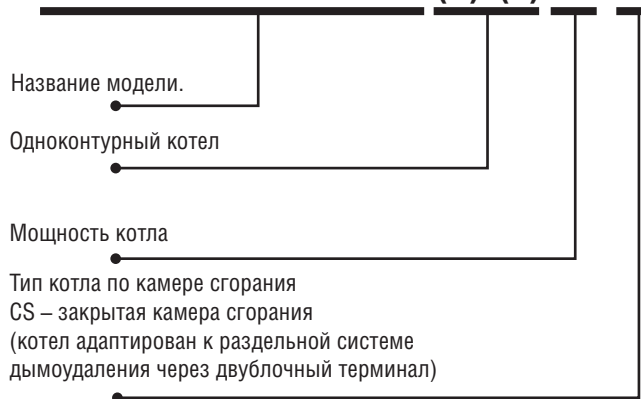 Название модели.
Одноконтурный котел
Мощность котла
Тип котла по камере сгорания
CS – закрытая камера сгорания
(котел адаптирован к раздельной системе
дымоудаления через двублочный терминал)